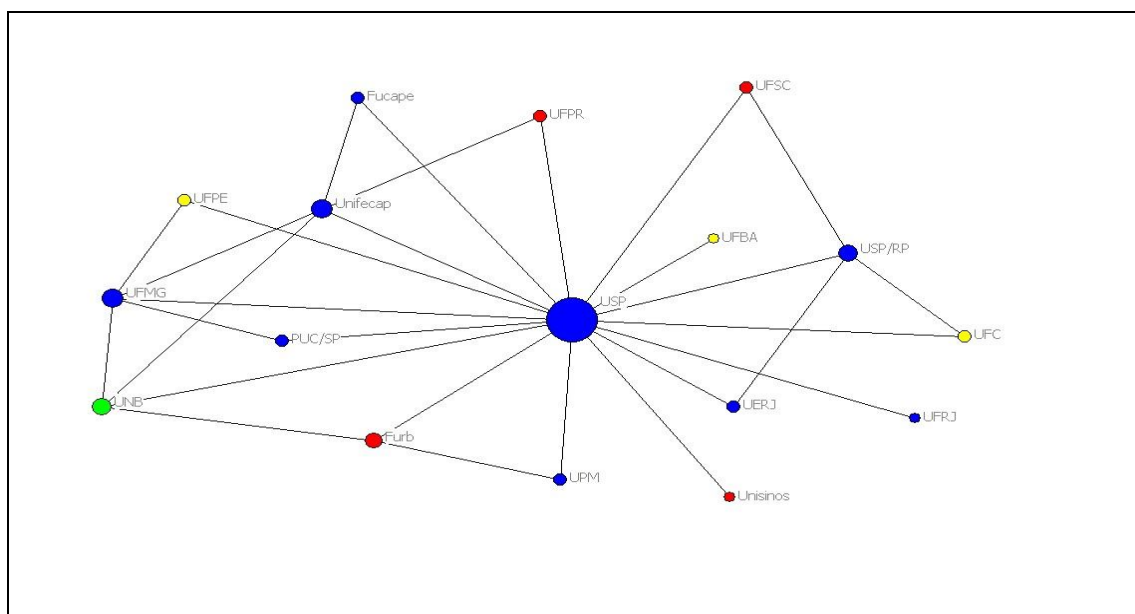 UFSC
Fucape
UFPR
UFPE
Unifecap
UFBA
USP/RP
UFMG
USP
PUC/SP
UFC
UNB
UERJ
UFRJ
Furb
UPM
Unisinos